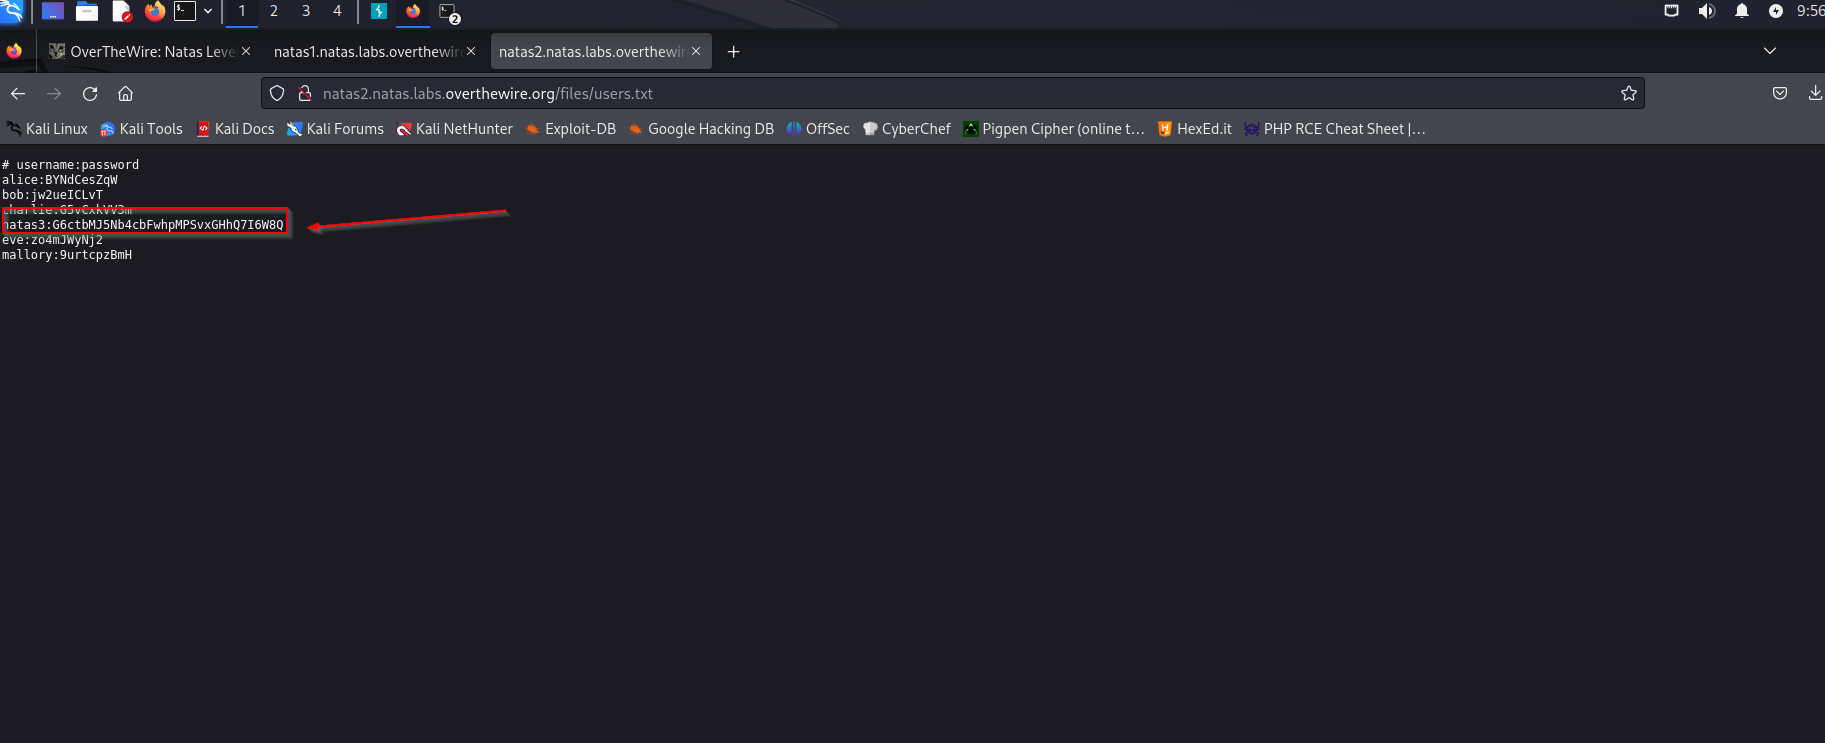 1 2 3 4
2
9:56
OverTheWire: Natas Leve
natas1.natas.labs.overthewir
natas2.natas.labs.overthewir
natas2.natas.labs.overthewire.org/files/users.txt
Kali Linux Kali Tools Kali Docs Kali Forums Kali NetHunter Exploit-DB Google Hacking DB OffSec CyberChef Pigpen Cipher (online t… HexEd.it PHP RCE Cheat Sheet |…
# username:password
alice:BYNdCesZqW
bob:jw2ueICLvT
charlie:G5vCxkVV3m
natas3:G6ctbMJ5Nb4cbFwhpMPSvxGHhQ7I6W8Q
eve:zo4mJWyNj2
mallory:9urtcpzBmH